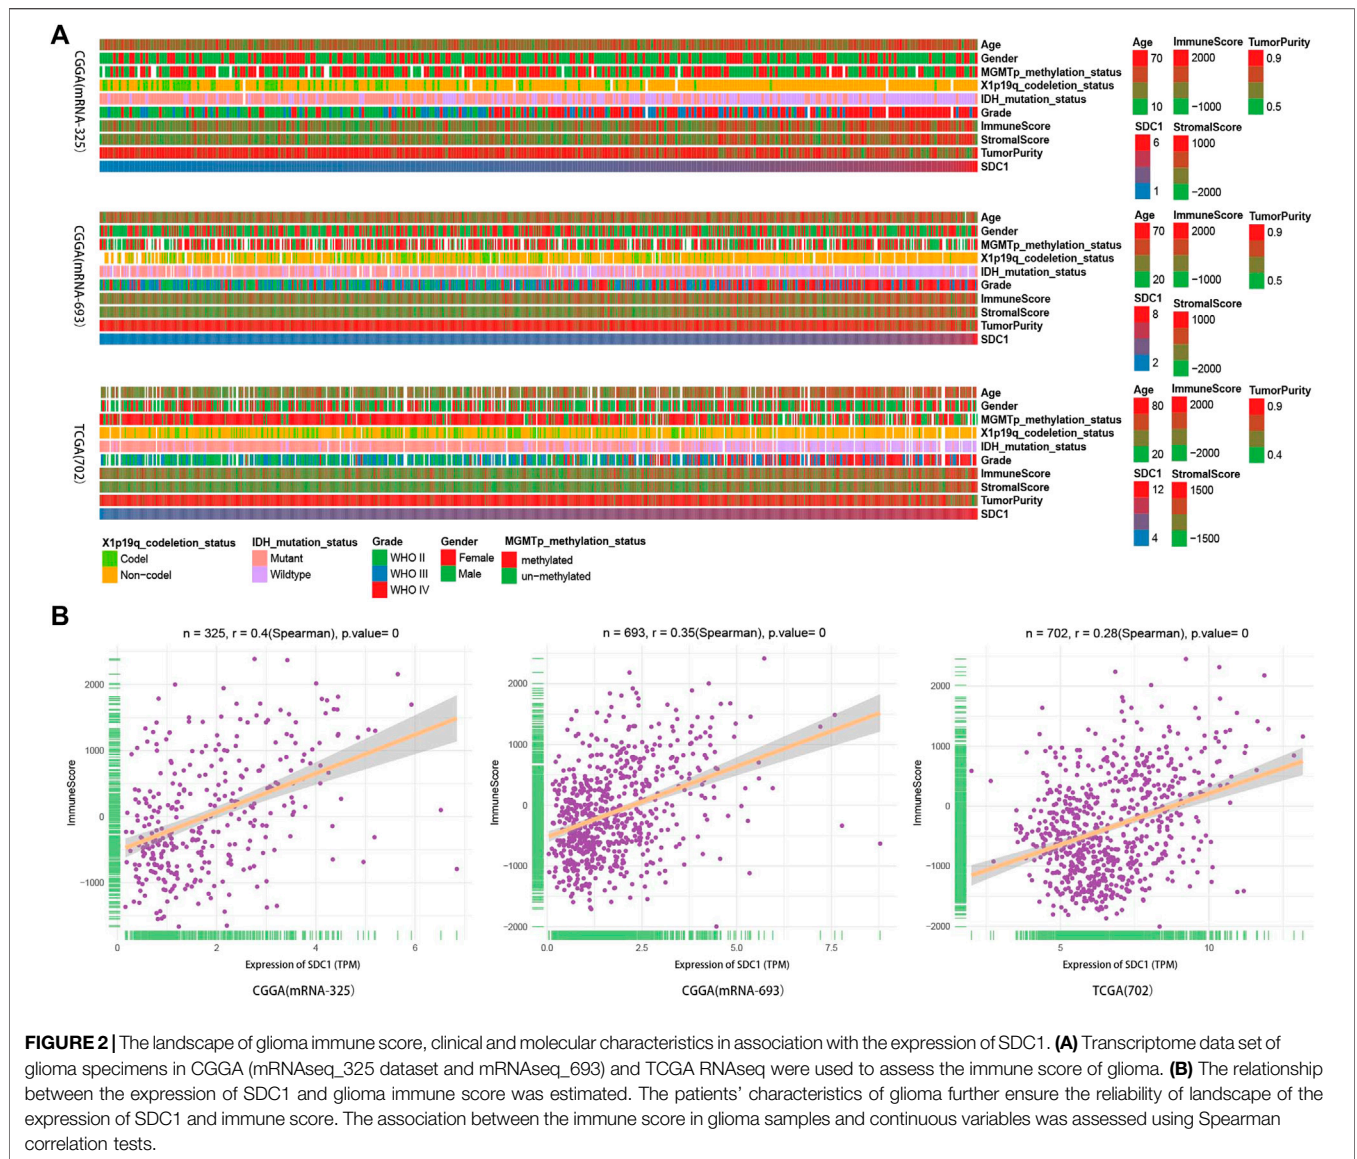 A
CGGA(mRNA-325)
Age
Gender
MGMTp_methylation_status
X1p19q_codeletion_status
IDH_mutation_status
Grade
ImmuneScore
StromalScore
TumorPurity
SDC1
Age ImmuneScore TumorPurity
70 2000 0.9
10 −1000 0.5
SDC1 StromalScore
6 1000
1 −2000
CGGA(mRNA-693)
Age
Gender
MGMTp_methylation_status
X1p19q_codeletion_status
IDH_mutation_status
Grade
ImmuneScore
StromalScore
TumorPurity
SDC1
Age ImmuneScore TumorPurity
70 2000 0.9
20 −1000 0.5
SDC1 StromalScore
8 1000
2 −2000
TCGA(702)
Age
Gender
MGMTp_methylation_status
X1p19q_codeletion_status
IDH_mutation_status
Grade
ImmuneScore
StromalScore
TumorPurity
SDC1
Age ImmuneScore TumorPurity
80 2000 0.9
20 −2000 0.4
SDC1 StromalScore
12 1500
4 −1500
X1p19q_codeletion_status IDH_mutation_status Grade Gender MGMTp_methylation_status
Codel Mutant WHO II Female methylated
Non-codel Wildtype WHO III Male un-methylated
WHO IV
B
n = 325, r = 0.4(Spearman), p.value= 0
ImmuneScore
2000
1000
0
−1000
0 2 4 6
Expression of SDC1 (TPM)
CGGA(mRNA-325)
n = 693, r = 0.35(Spearman), p.value= 0
ImmuneScore
2000
1000
0
−1000
−2000
0.0 2.5 5.0 7.5
Expression of SDC1 (TPM)
CGGA(mRNA-693)
n = 702, r = 0.28(Spearman), p.value= 0
ImmuneScore
2000
1000
0
−1000
−2000
5 10
Expression of SDC1 (TPM)
TCGA(702)
FIGURE 2 | The landscape of glioma immune score, clinical and molecular characteristics in association with the expression of SDC1. (A) Transcriptome data set of
glioma specimens in CGGA (mRNAseq_325 dataset and mRNAseq_693) and TCGA RNAseq were used to assess the immune score of glioma. (B) The relationship
between the expression of SDC1 and glioma immune score was estimated. The patients’ characteristics of glioma further ensure the reliability of landscape of the
expression of SDC1 and immune score. The association between the immune score in glioma samples and continuous variables was assessed using Spearman
correlation tests.